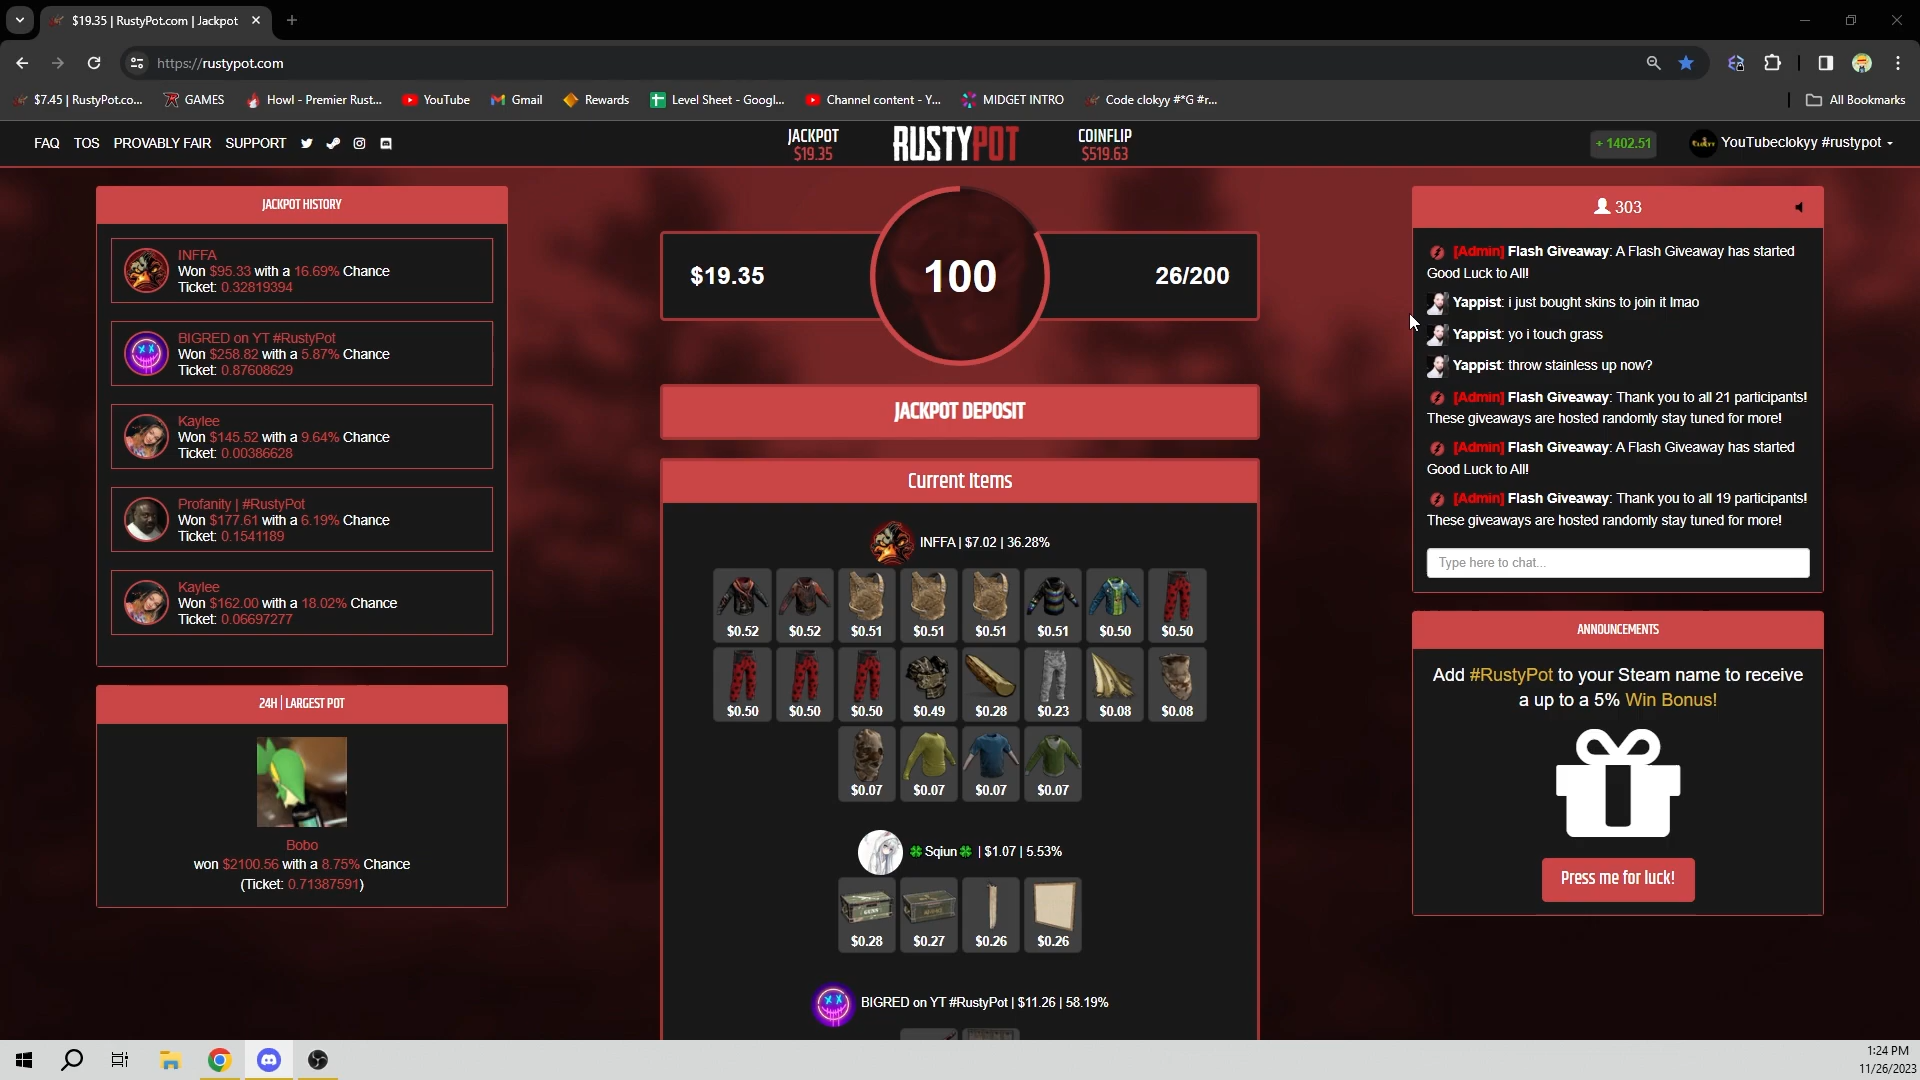 $19.35 | RustyPot.com | Jackpot
https://rustypot.com
$7.45 | RustyPot.co...
GAMES
Howl - Premier Rust...
YouTube
Gmail
Rewards
Level Sheet - Googl...
Channel content - Y...
MIDGET INTRO
Code clokyy #*G #r...
All Bookmarks
FAQ
TOS
PROVABLY FAIR
SUPPORT
JACKPOT
$19.35
RUSTYPOT
COINFLIP
$519.63
+ 1402.51
YouTubeclokyy #rustypot
JACKPOT HISTORY
INFFA
Won $95.33 with a 16.69% Chance
Ticket: 0.32819394
BIGRED on YT #RustyPot
Won $258.82 with a 5.87% Chance
Ticket: 0.87608629
Kaylee
Won $145.52 with a 9.64% Chance
Ticket: 0.00386628
Profanity | #RustyPot
Won $177.61 with a 6.19% Chance
Ticket: 0.1541189
Kaylee
Won $162.00 with a 18.02% Chance
Ticket: 0.06697277
24H | LARGEST POT
Bobo
won $2100.56 with a 8.75% Chance
(Ticket: 0.71387591)
$19.35
100
26/200
JACKPOT DEPOSIT
Current Items
INFFA | $7.02 | 36.28%
$0.52 $0.52 $0.51 $0.51 $0.51 $0.51 $0.50 $0.50
$0.50 $0.50 $0.50 $0.49 $0.28 $0.23 $0.08 $0.08
$0.07 $0.07 $0.07 $0.07
🍀 Sqiun 🍀 | $1.07 | 5.53%
$0.28 $0.27 $0.26 $0.26
BIGRED on YT #RustyPot | $11.26 | 58.19%
303
[Admin] Flash Giveaway: A Flash Giveaway has started
Good Luck to All!
Yappist: i just bought skins to join it lmao
Yappist: yo i touch grass
Yappist: throw stainless up now?
[Admin] Flash Giveaway: Thank you to all 21 participants!
These giveaways are hosted randomly stay tuned for more!
[Admin] Flash Giveaway: A Flash Giveaway has started
Good Luck to All!
[Admin] Flash Giveaway: Thank you to all 19 participants!
These giveaways are hosted randomly stay tuned for more!
Type here to chat...
ANNOUNCEMENTS
Add #RustyPot to your Steam name to receive
a up to a 5% Win Bonus!
Press me for luck!
1:24 PM
11/26/2023